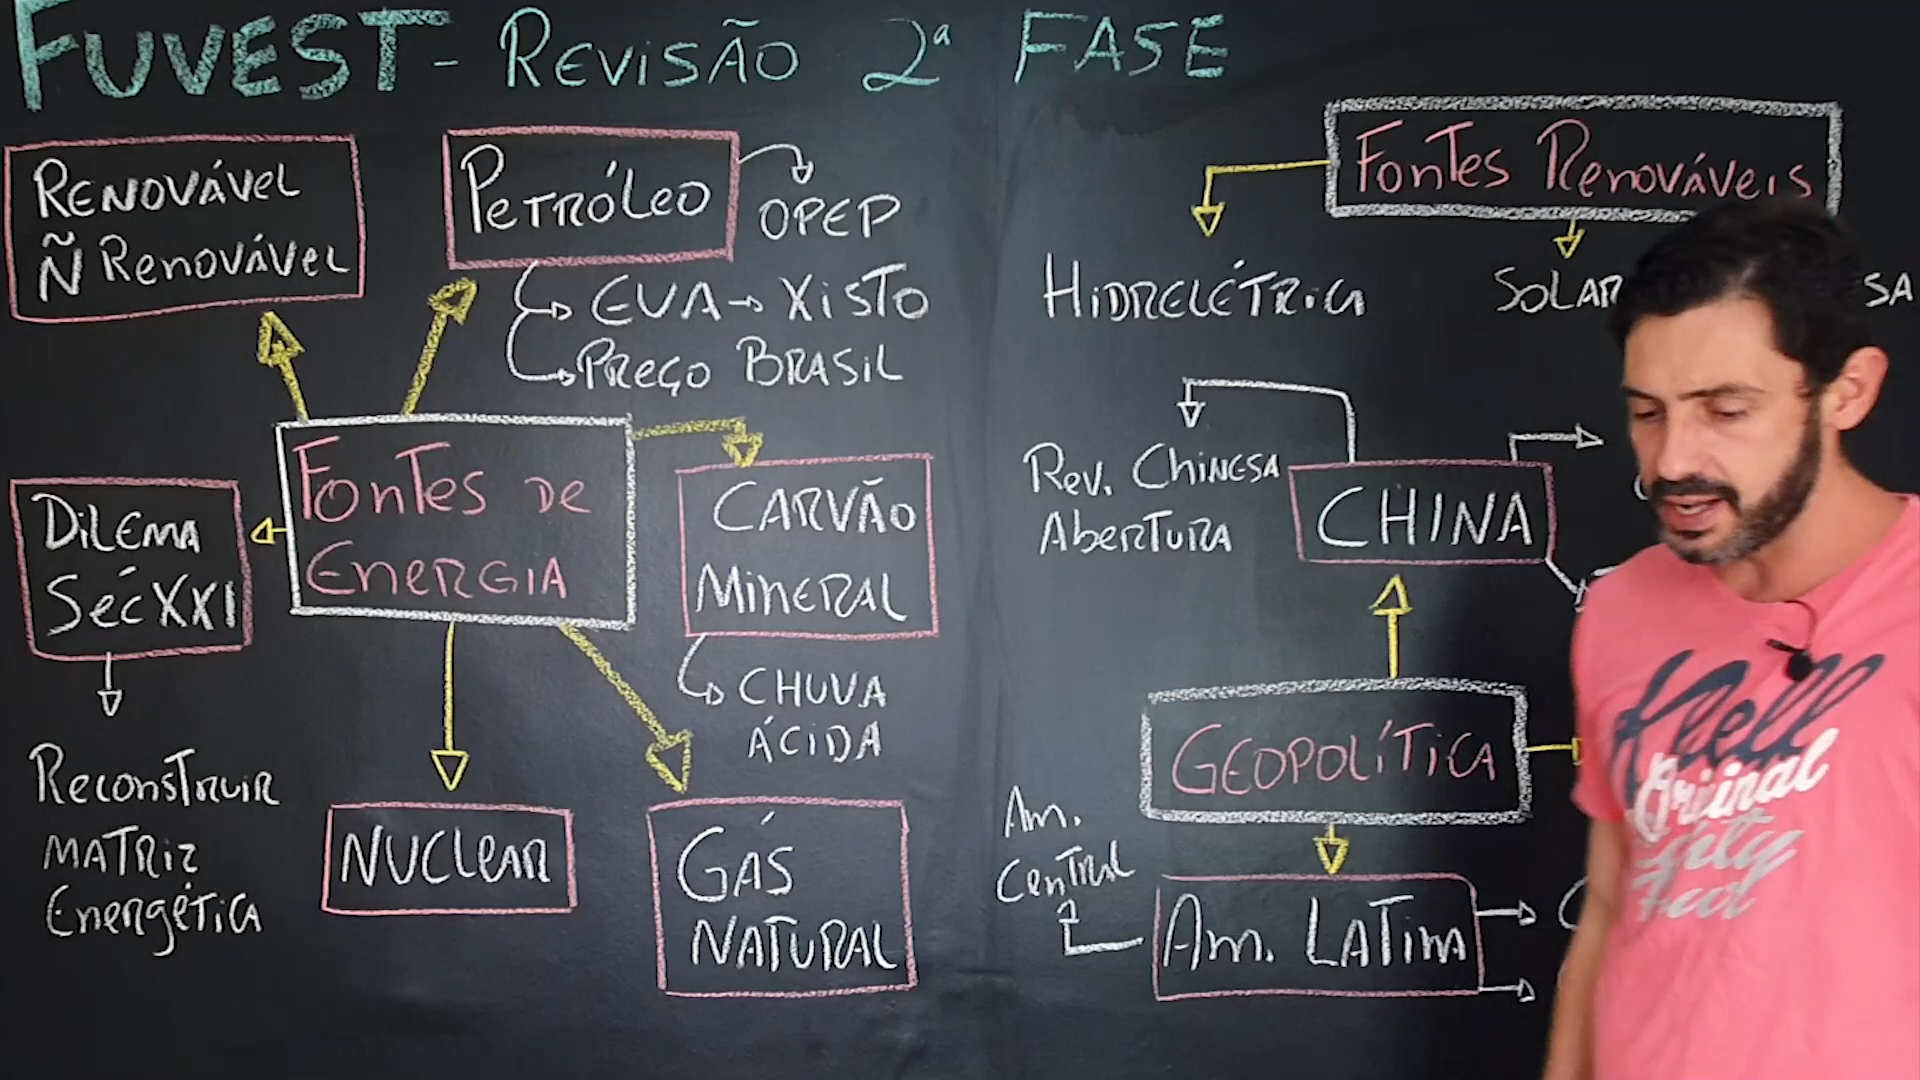 FUVEST - REVISÃO 2ª FASE
RENOVÁVEL
Ñ RENOVÁVEL
PETRÓLEO
OPEP
EUA → XISTO
PREÇO BRASIL
FONTES DE
ENERGIA
CARVÃO
MINERAL
CHUVA
ÁCIDA
DILEMA
SÉC XXI
RECONSTRUIR
MATRIZ
ENERGÉTICA
NUCLEAR
GÁS
NATURAL
FONTES RENOVÁVEIS
HIDRELÉTRICA
SOLAR
SA
REV. CHINESA
ABERTURA
CHINA
GEOPOLÍTICA
AM.
CENTRAL
AM. LATINA
Original